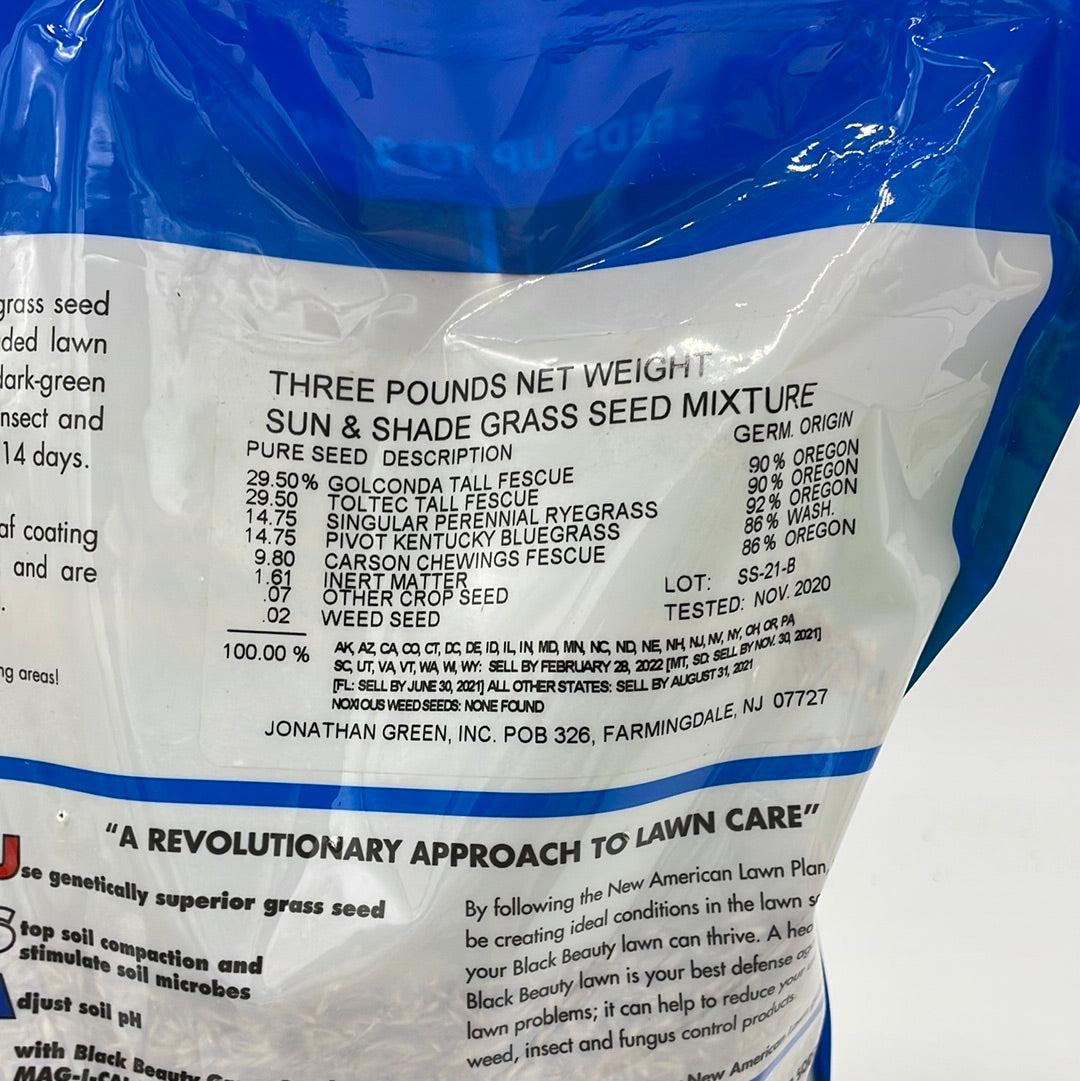 grass seed
ded lawn
dark-green
nsect and
14 days.
af coating
and are
ng areas!
THREE POUNDS NET WEIGHT
SUN & SHADE GRASS SEED MIXTURE
PURE SEED DESCRIPTION GERM. ORIGIN
29.50% GOLCONDA TALL FESCUE 90% OREGON
29.50 TOLTEC TALL FESCUE 90% OREGON
14.75 SINGULAR PERENNIAL RYEGRASS 92% OREGON
14.75 PIVOT KENTUCKY BLUEGRASS 86% WASH.
9.80 CARSON CHEWINGS FESCUE 86% OREGON
1.61 INERT MATTER LOT: SS-21-B
.07 OTHER CROP SEED TESTED: NOV. 2020
.02 WEED SEED
100.00 % AK, AZ, CA, CO, CT, DC, DE, ID, IL, IN, MD, MN, NC, ND, NE, NH, NJ, NV, NY, OH, OR, PA
SC, UT, VA, VT, WA, WI, WY: SELL BY FEBRUARY 28, 2022 [MT, SD: SELL BY NOV. 30, 2021]
[FL: SELL BY JUNE 30, 2021] ALL OTHER STATES: SELL BY AUGUST 31, 2021
NOXIOUS WEED SEEDS: NONE FOUND
JONATHAN GREEN, INC. POB 326, FARMINGDALE, NJ 07727
"A REVOLUTIONARY APPROACH TO LAWN CARE"
Use genetically superior grass seed
Stop soil compaction and
stimulate soil microbes
Adjust soil pH
with Black Beauty
MAG-I-CAL
By following the New American Lawn Plan,
be creating ideal conditions in the lawn
your Black Beauty lawn can thrive. A
Black Beauty lawn is your best defense
lawn problems; it can help to reduce your
weed, insect and fungus control products.
New American